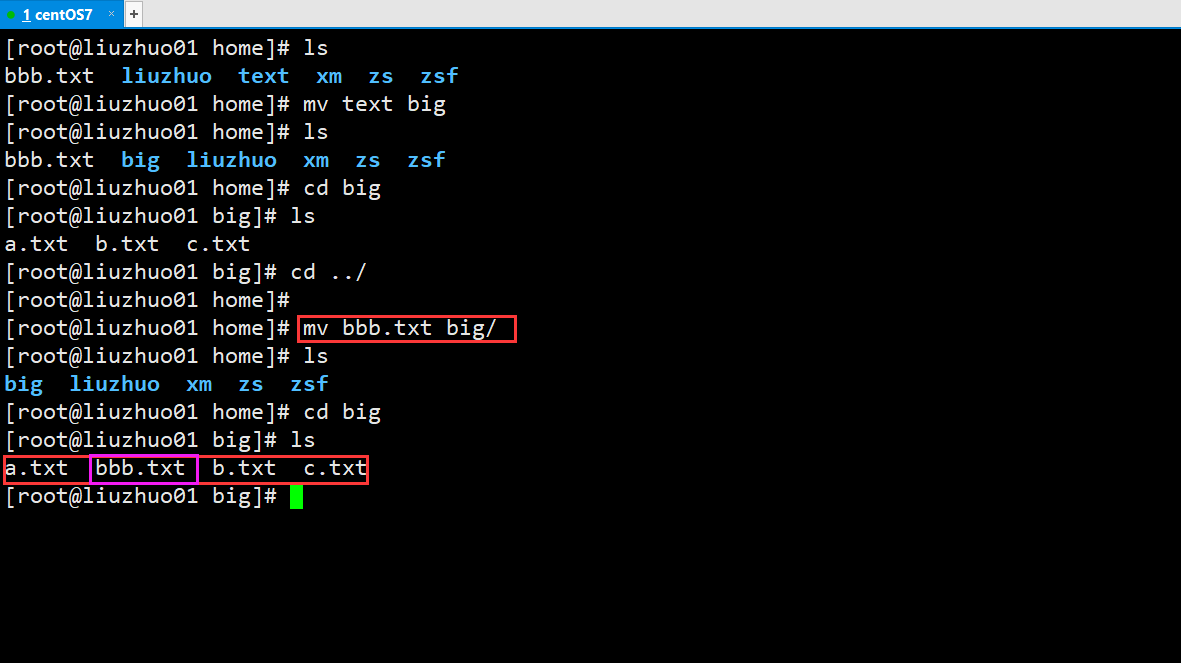 1 centOS7 × +
[root@liuzhuo01 home]# ls
bbb.txt  liuzhuo  text  xm  zs  zsf
[root@liuzhuo01 home]# mv text big
[root@liuzhuo01 home]# ls
bbb.txt  big  liuzhuo  xm  zs  zsf
[root@liuzhuo01 home]# cd big
[root@liuzhuo01 big]# ls
a.txt  b.txt  c.txt
[root@liuzhuo01 big]# cd ../
[root@liuzhuo01 home]#
[root@liuzhuo01 home]# mv bbb.txt big/
[root@liuzhuo01 home]# ls
big  liuzhuo  xm  zs  zsf
[root@liuzhuo01 home]# cd big
[root@liuzhuo01 big]# ls
a.txt  bbb.txt  b.txt  c.txt
[root@liuzhuo01 big]#